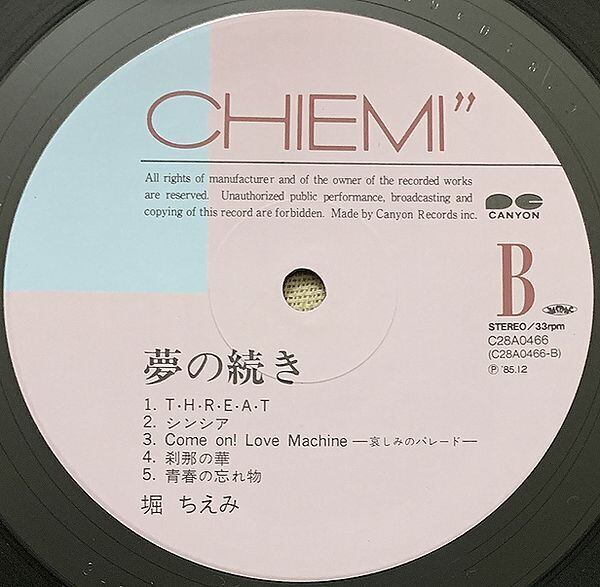 CHIEMI”
All rights of manufacturer and of the owner of the recorded works
are reserved. Unauthorized public performance, broadcasting and
copying of this record are forbidden. Made by Canyon Records inc.
CANYON
B
STEREO/33rpm
C28A0466
(C28A0466-B)
Ⓟ '85.12
夢の続き
1. T·H·R·E·A·T
2. シンシア
3. Come on! Love Machine —哀しみのパレード—
4. 刹那の華
5. 青春の忘れ物
堀 ちえみ